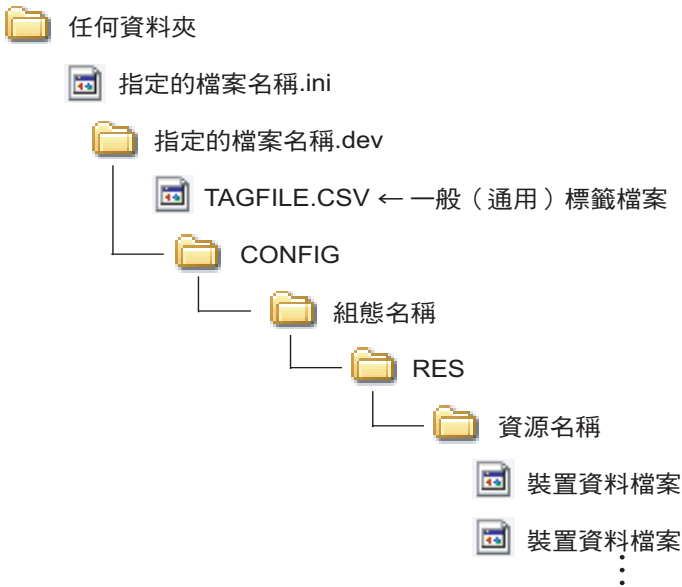 任何資料夾
指定的檔案名稱.ini
指定的檔案名稱.dev
TAGFILE.CSV ← 一般（通用）標籤檔案
CONFIG
組態名稱
RES
資源名稱
裝置資料檔案
裝置資料檔案
⋮